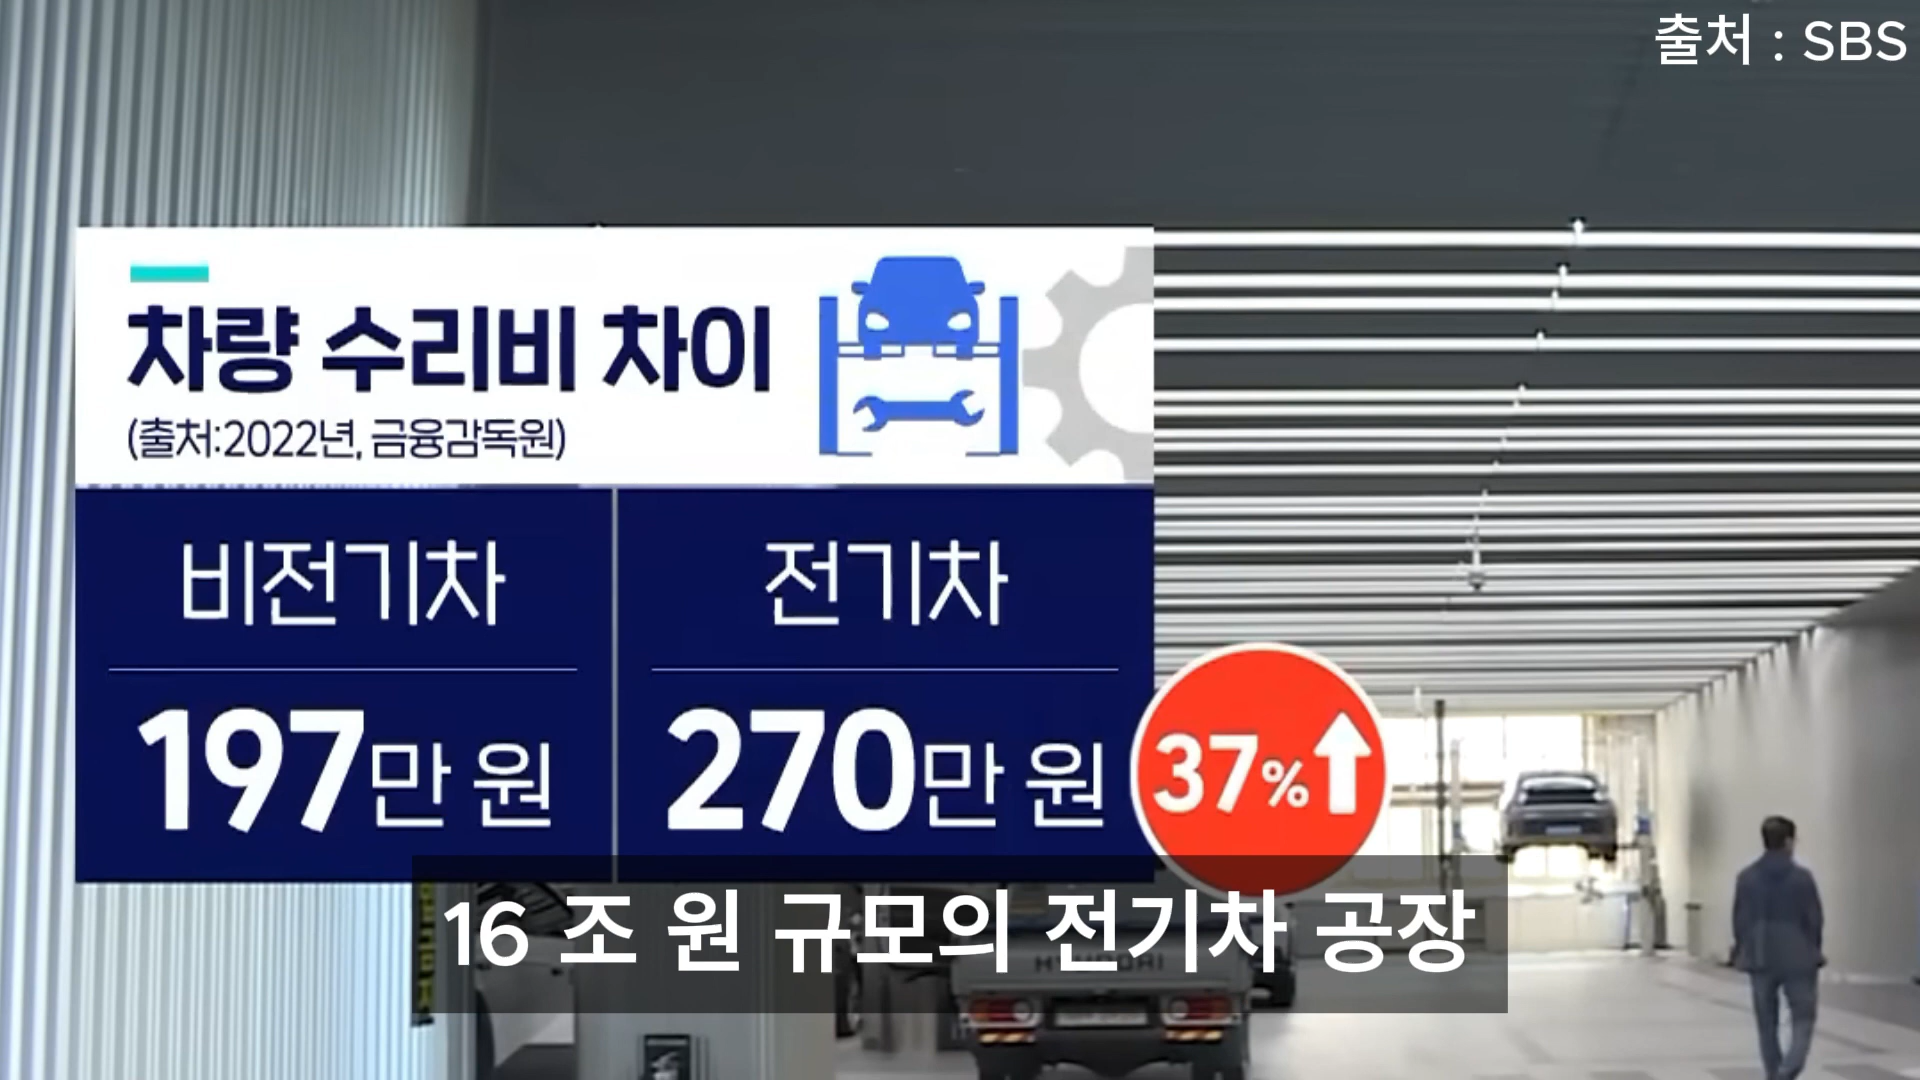 출처 : SBS
차량 수리비 차이
(출처:2022년, 금융감독원)
비전기차
전기차
197만 원
270만 원
37%
16 조 원 규모의 전기차 공장
HYUNDAI